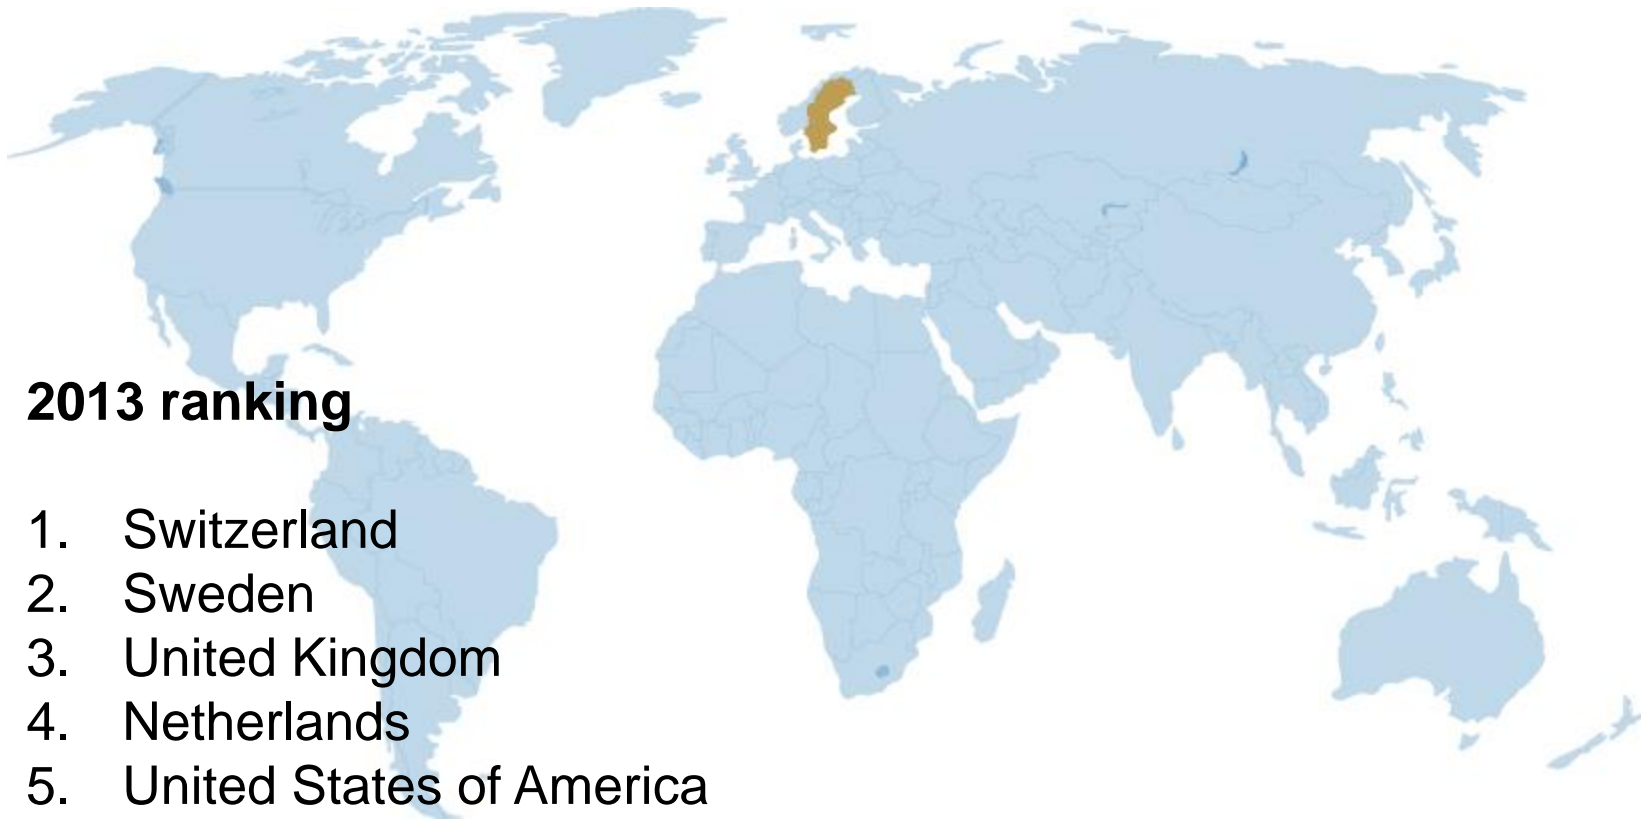 2013 ranking
1. Switzerland
2. Sweden
3. United Kingdom
4. Netherlands
5. United States of America